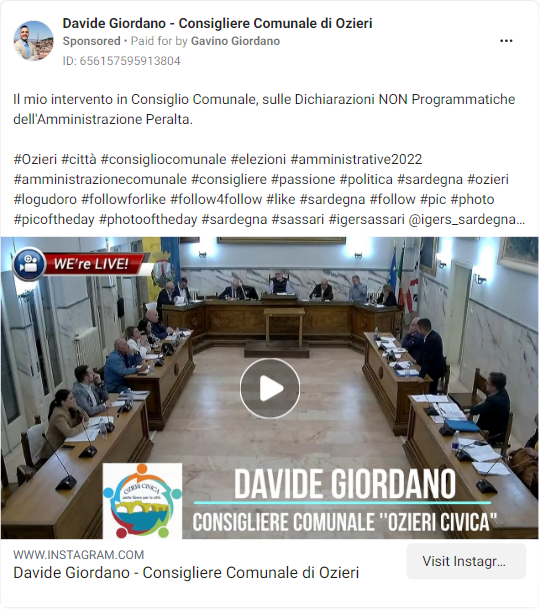 Davide Giordano - Consigliere Comunale di Ozieri
Sponsored • Paid for by Gavino Giordano
ID: 656157595913804
Il mio intervento in Consiglio Comunale, sulle Dichiarazioni NON Programmatiche
dell'Amministrazione Peralta.
#Ozieri #città #consigliocomunale #elezioni #amministrative2022
#amministrazionecomunale #consigliere #passione #politica #sardegna #ozieri
#logudoro #followforlike #follow4follow #like #sardegna #follow #pic #photo
#picoftheday #photooftheday #sardegna #sassari #igersassari @igers_sardegna...
WE're LIVE!
OZIERI CIVICA
DAVIDE GIORDANO
CONSIGLIERE COMUNALE "OZIERI CIVICA"
WWW.INSTAGRAM.COM
Davide Giordano - Consigliere Comunale di Ozieri
Visit Instagr...